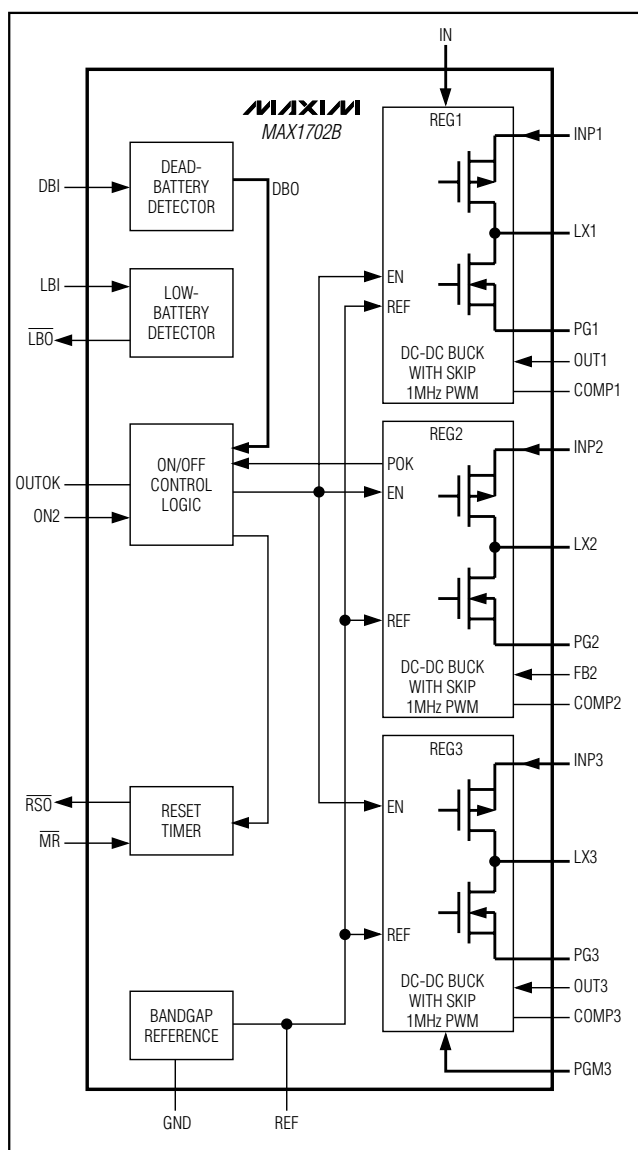 IN
MAXIM
MAX1702B
DBI
DEAD-
BATTERY
DETECTOR
DBO
LBI
LBO
LOW-
BATTERY
DETECTOR
OUTOK
ON2
ON/OFF
CONTROL
LOGIC
RSO
MR
RESET
TIMER
BANDGAP
REFERENCE
GND
REF
REG1
EN
REF
DC-DC BUCK
WITH SKIP
1MHz PWM
INP1
LX1
PG1
OUT1
COMP1
REG2
POK
EN
REF
DC-DC BUCK
WITH SKIP
1MHz PWM
INP2
LX2
PG2
FB2
COMP2
REG3
EN
REF
DC-DC BUCK
WITH SKIP
1MHz PWM
INP3
LX3
PG3
OUT3
COMP3
PGM3